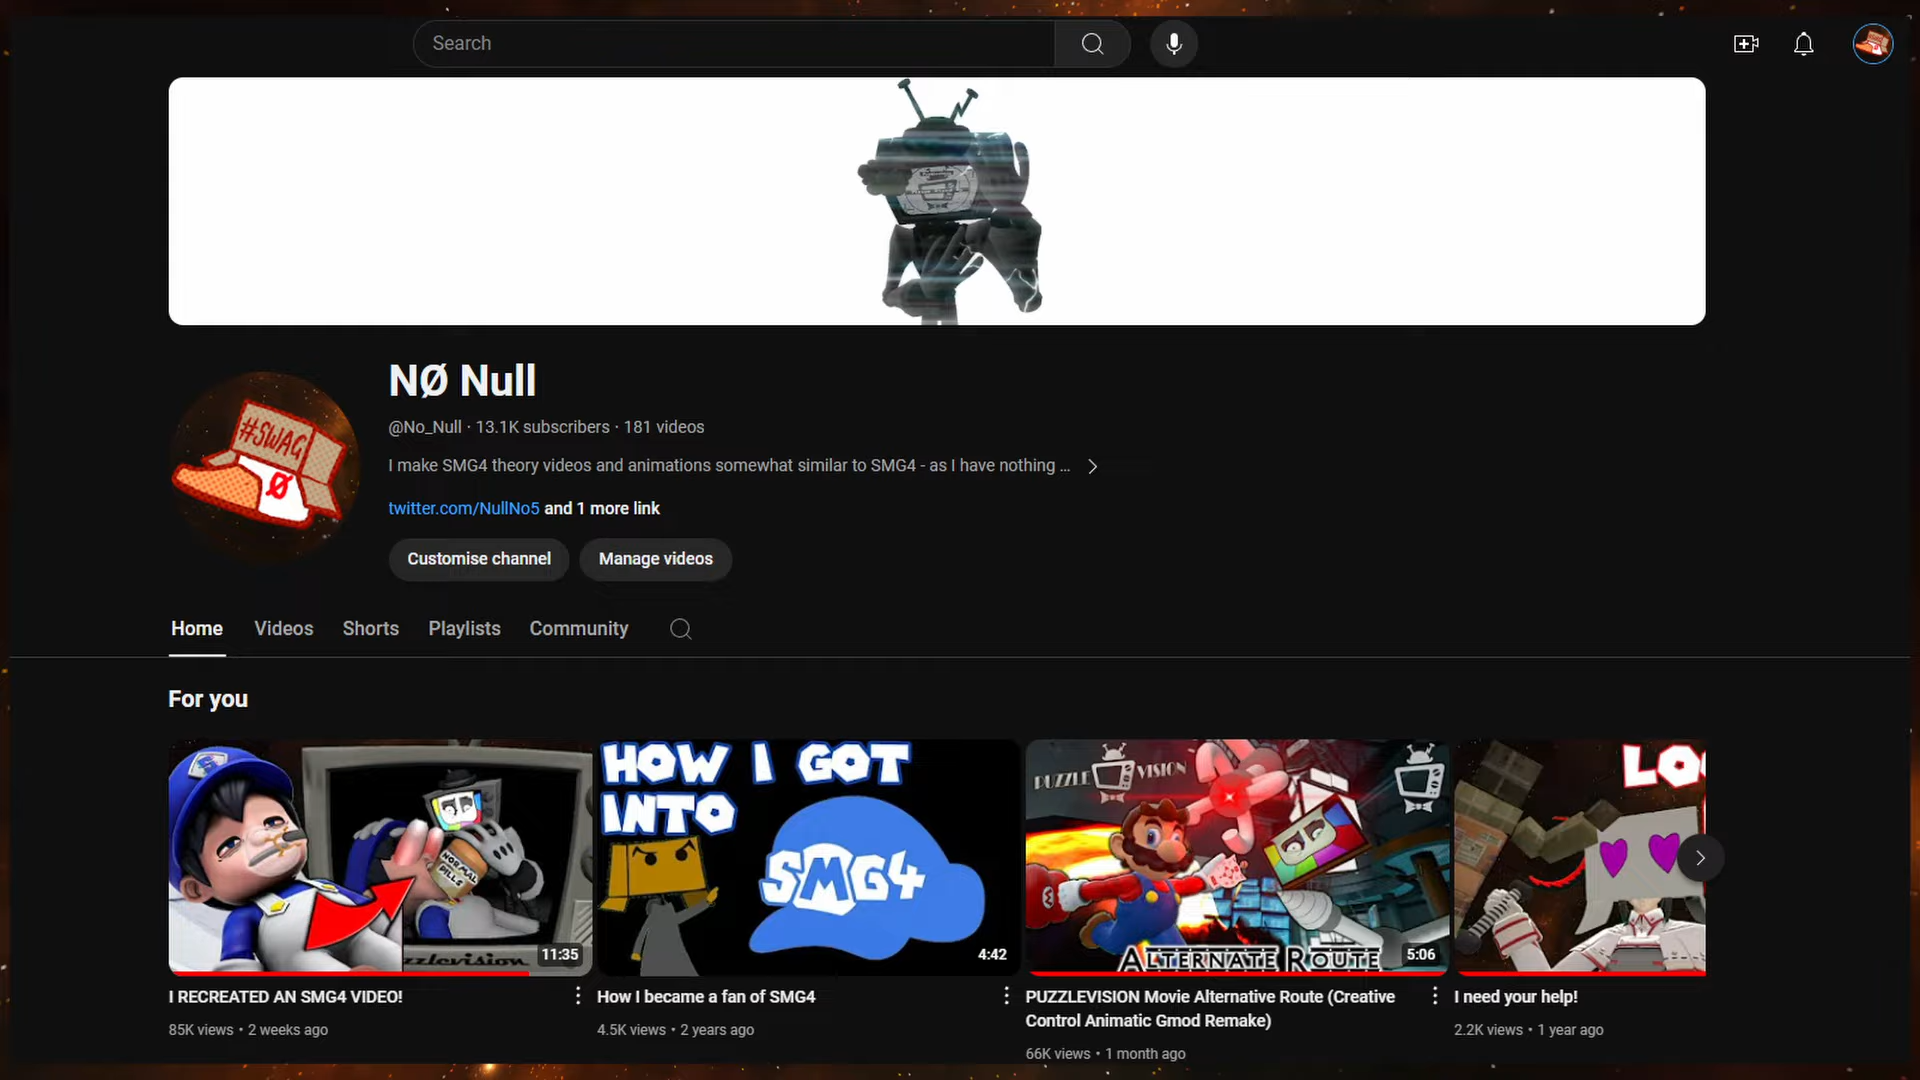 Search
NØ Null
@No_Null · 13.1K subscribers · 181 videos
I make SMG4 theory videos and animations somewhat similar to SMG4 - as I have nothing ...
twitter.com/NullNo5 and 1 more link
Customise channel
Manage videos
#SWAG
Ø
Home
Videos
Shorts
Playlists
Community
For you
NORMAL
PILLS
zzlevision
11:35
HOW I GOT
INTO
SMG4
4:42
PUZZLE VISION
ALTERNATE ROUTE
5:06
LO
I RECREATED AN SMG4 VIDEO!
85K views • 2 weeks ago
How I became a fan of SMG4
4.5K views • 2 years ago
PUZZLEVISION Movie Alternative Route (Creative
Control Animatic Gmod Remake)
66K views • 1 month ago
I need your help!
2.2K views • 1 year ago